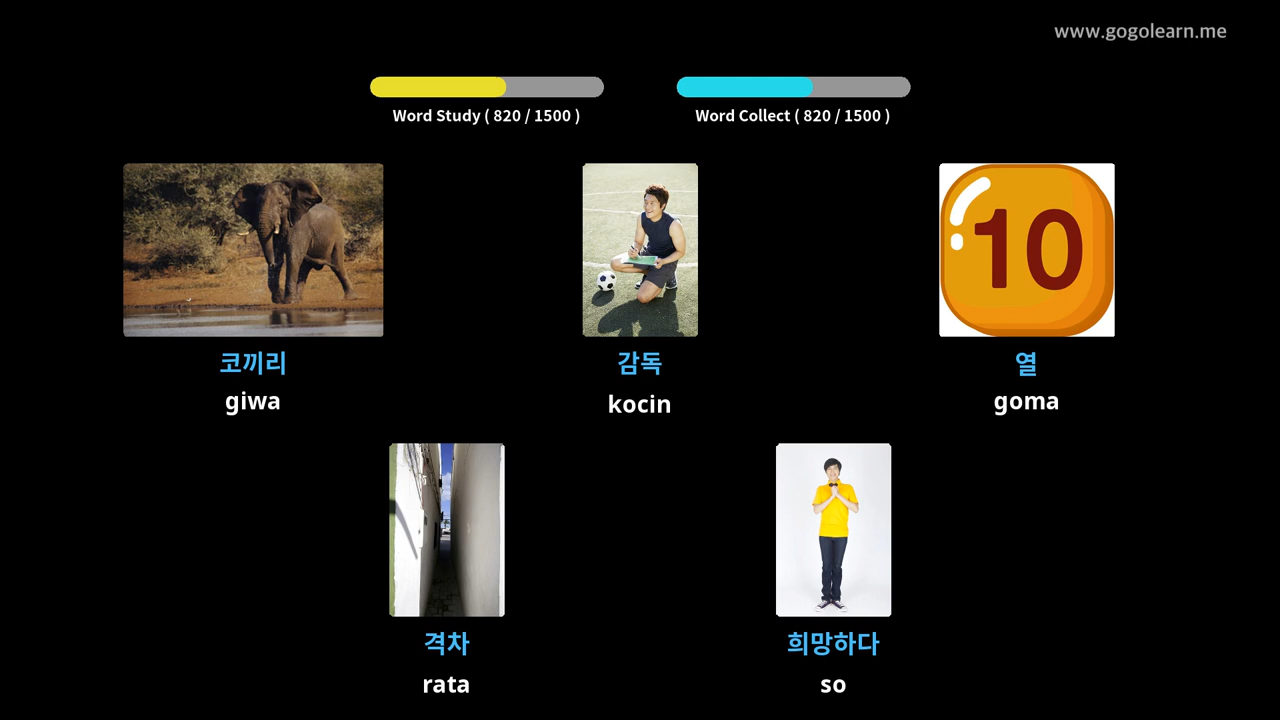 www.gogolearn.me
Word Study ( 820 / 1500 )
Word Collect ( 820 / 1500 )
10
코끼리
감독
열
giwa
kocin
goma
격차
희망하다
rata
so